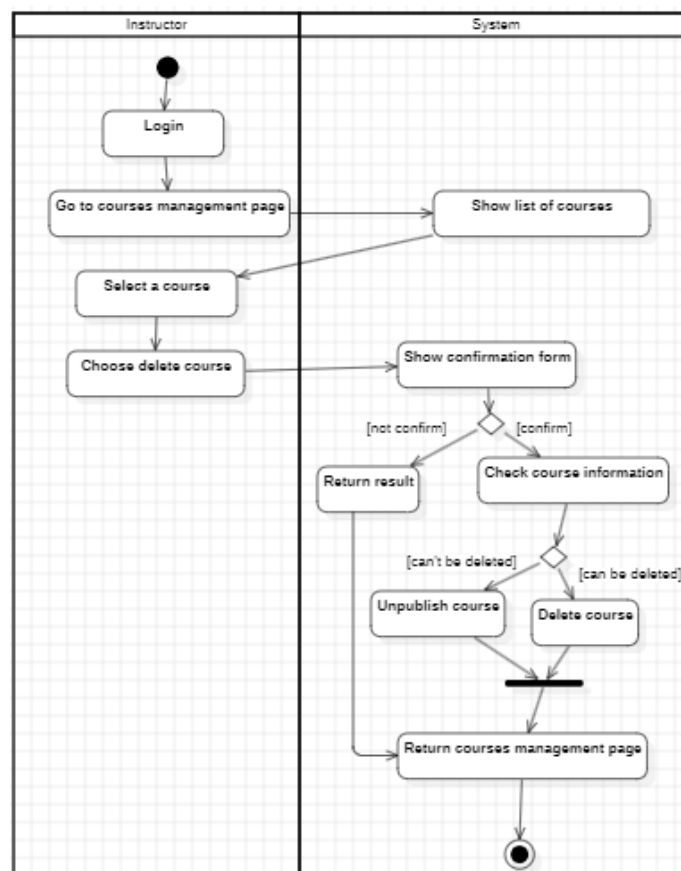 Instructor
System
Login
Go to courses management page
Show list of courses
Select a course
Choose delete course
Show confirmation form
[not confirm]
[confirm]
Return result
Check course information
[can't be deleted]
[can be deleted]
Unpublish course
Delete course
Return courses management page